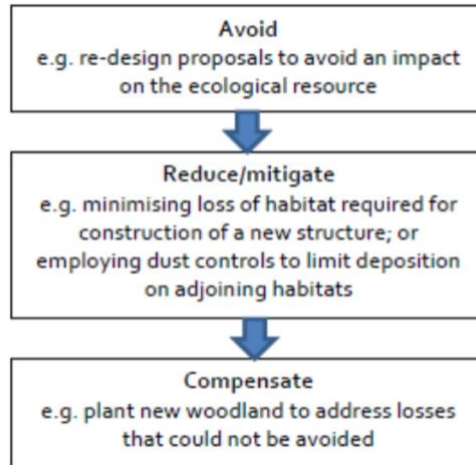 Avoid
e.g. re-design proposals to avoid an impact
on the ecological resource
Reduce/mitigate
e.g. minimising loss of habitat required for
construction of a new structure; or
employing dust controls to limit deposition
on adjoining habitats
Compensate
e.g. plant new woodland to address losses
that could not be avoided